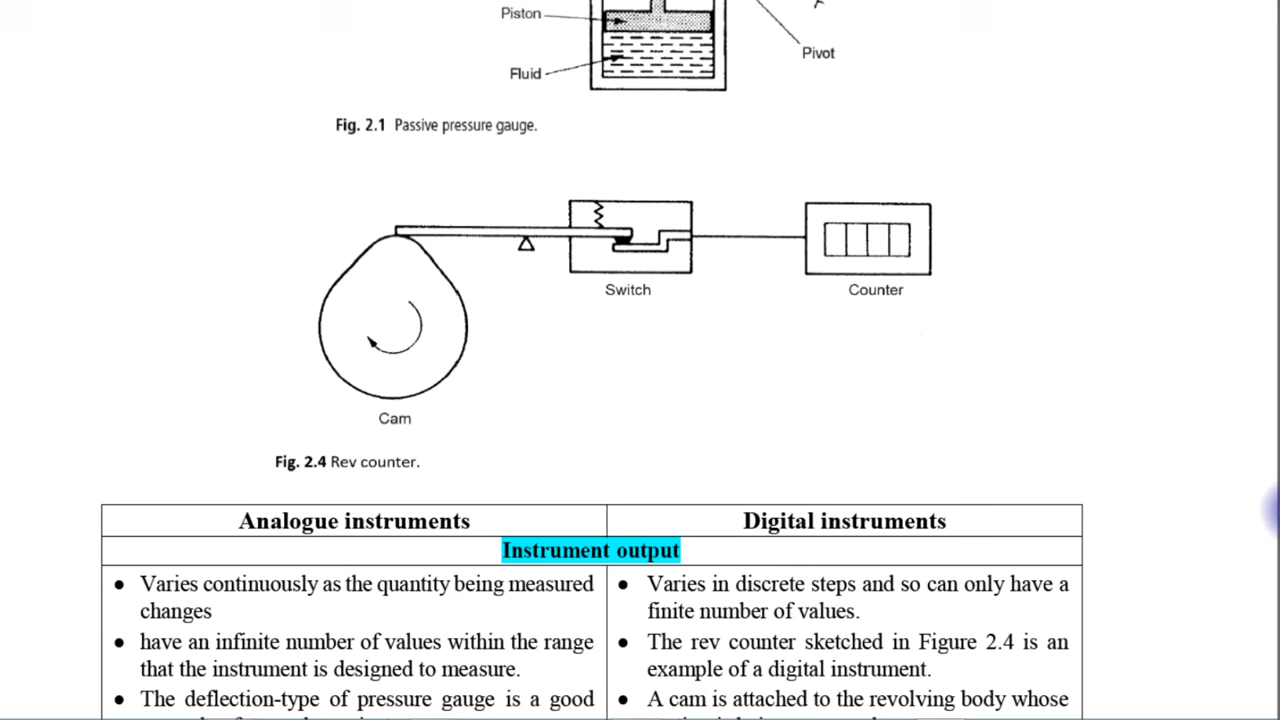 Piston
Pivot
Fluid
Fig. 2.1 Passive pressure gauge.
Switch
Counter
Cam
Fig. 2.4 Rev counter.
Analogue instruments
Digital instruments
Instrument output
● Varies continuously as the quantity being measured
changes
● have an infinite number of values within the range
that the instrument is designed to measure.
● The deflection-type of pressure gauge is a good
● Varies in discrete steps and so can only have a
finite number of values.
● The rev counter sketched in Figure 2.4 is an
example of a digital instrument.
● A cam is attached to the revolving body whose